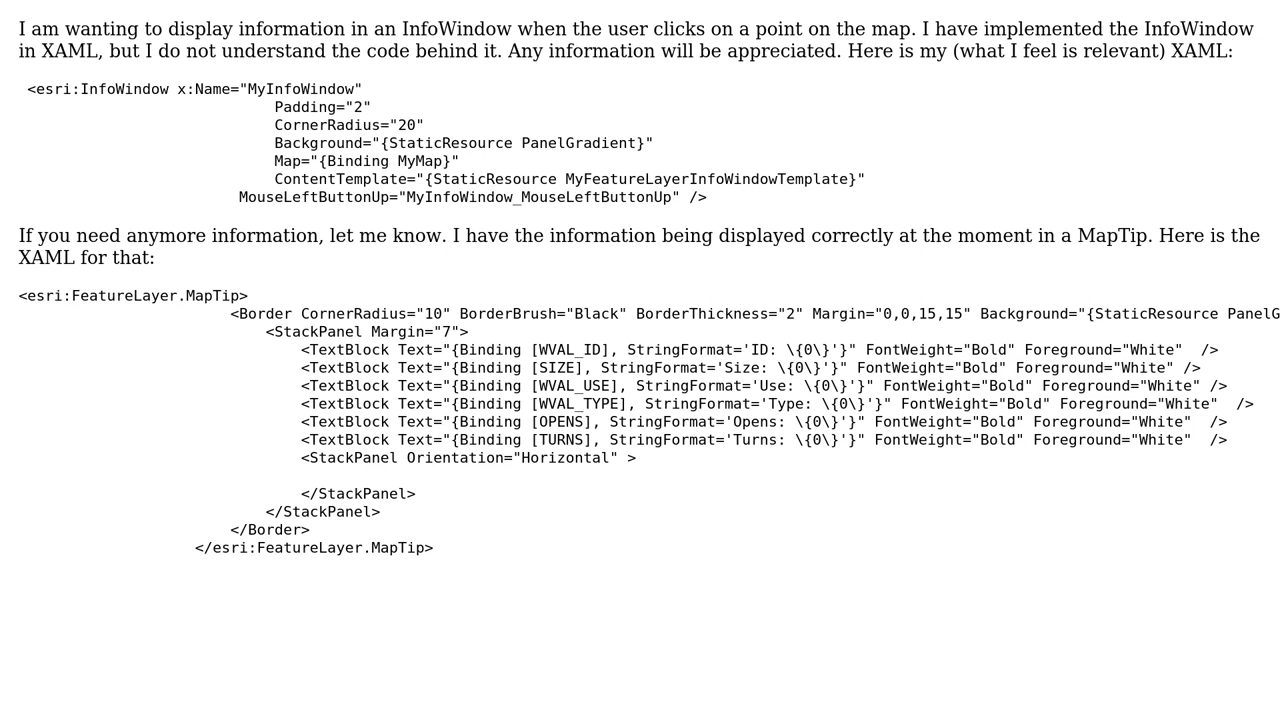 I am wanting to display information in an InfoWindow when the user clicks on a point on the map. I have implemented the InfoWindow
in XAML, but I do not understand the code behind it. Any information will be appreciated. Here is my (what I feel is relevant) XAML:
<esri:InfoWindow x:Name="MyInfoWindow"
Padding="2"
CornerRadius="20"
Background="{StaticResource PanelGradient}"
Map="{Binding MyMap}"
ContentTemplate="{StaticResource MyFeatureLayerInfoWindowTemplate}"
MouseLeftButtonUp="MyInfoWindow_MouseLeftButtonUp" />
If you need anymore information, let me know. I have the information being displayed correctly at the moment in a MapTip. Here is the
XAML for that:
<esri:FeatureLayer.MapTip>
<Border CornerRadius="10" BorderBrush="Black" BorderThickness="2" Margin="0,0,15,15" Background="{StaticResource PanelG
<StackPanel Margin="7">
<TextBlock Text="{Binding [WVAL_ID], StringFormat='ID: \{0\}'}" FontWeight="Bold" Foreground="White"  />
<TextBlock Text="{Binding [SIZE], StringFormat='Size: \{0\}'}" FontWeight="Bold" Foreground="White" />
<TextBlock Text="{Binding [WVAL_USE], StringFormat='Use: \{0\}'}" FontWeight="Bold" Foreground="White" />
<TextBlock Text="{Binding [WVAL_TYPE], StringFormat='Type: \{0\}'}" FontWeight="Bold" Foreground="White"  />
<TextBlock Text="{Binding [OPENS], StringFormat='Opens: \{0\}'}" FontWeight="Bold" Foreground="White"  />
<TextBlock Text="{Binding [TURNS], StringFormat='Turns: \{0\}'}" FontWeight="Bold" Foreground="White"  />
<StackPanel Orientation="Horizontal" >
</StackPanel>
</StackPanel>
</Border>
</esri:FeatureLayer.MapTip>